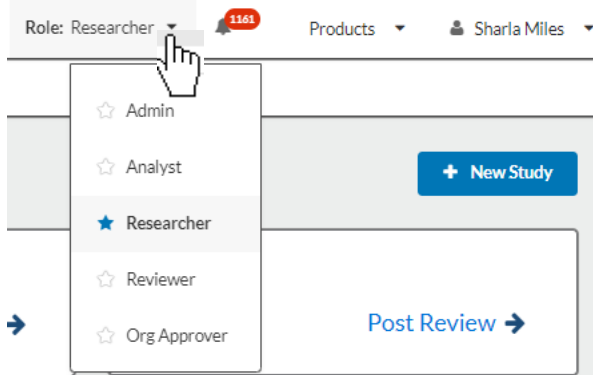 Role: Researcher 1161 Products Sharla Miles
Admin
Analyst
+ New Study
Researcher
Reviewer
Post Review
Org Approver